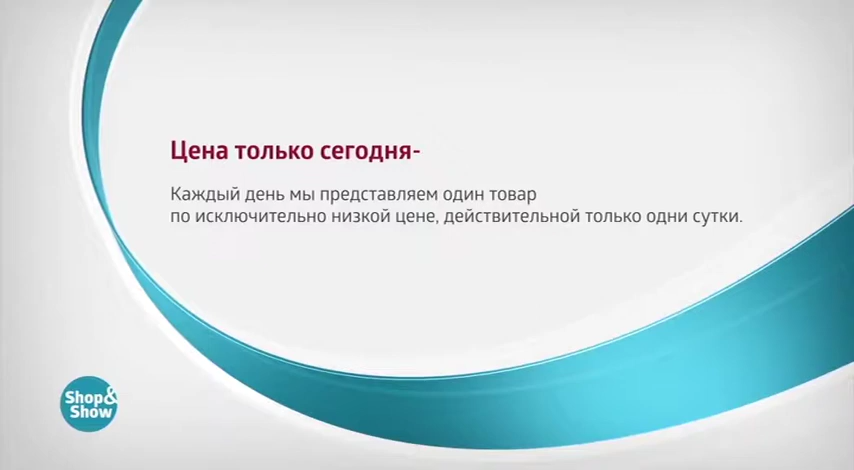 Цена только сегодня-
Каждый день мы представляем один товар
по исключительно низкой цене, действительной только одни сутки.
Shop&
Show